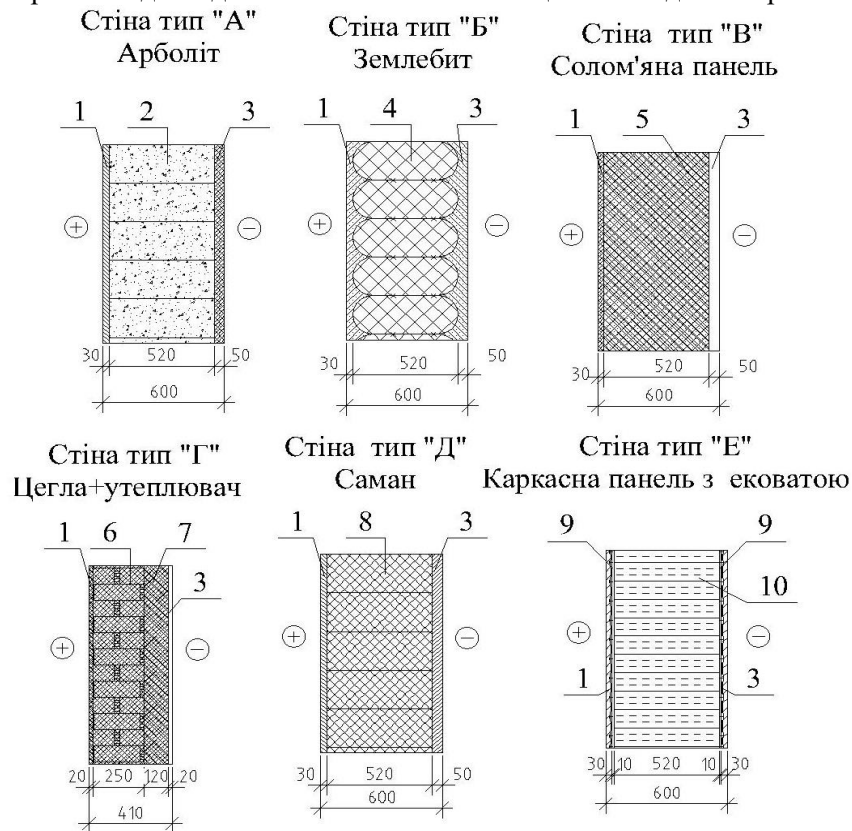 Стіна тип "А"
Арболіт
1 2 3
+ −
30 520 50
600
Стіна тип "Б"
Землебит
1 4 3
+ −
30 520 50
600
Стіна тип "В"
Солом'яна панель
1 5 3
+ −
30 520 50
600
Стіна тип "Г"
Цегла+утеплювач
1 6 7
3
+ −
20 250 120 20
410
Стіна тип "Д"
Саман
1 8 3
+ −
30 520 50
600
Стіна тип "Е"
Каркасна панель з ековатою
9 9
10
+ −
1 3
30 10 520 10 30
600